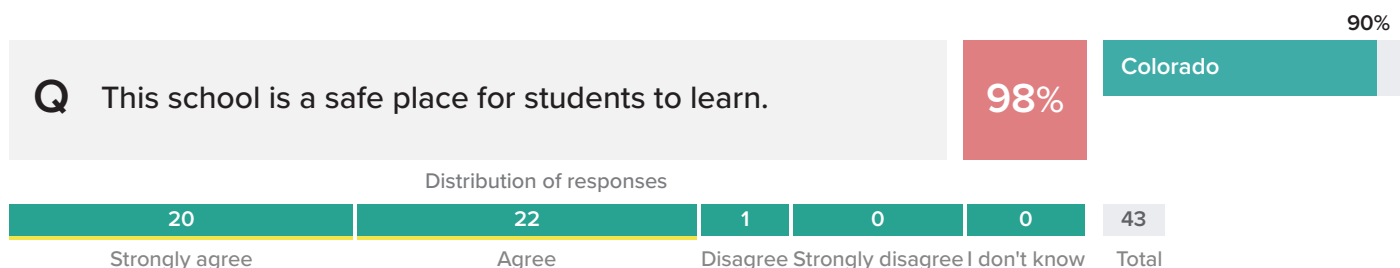 90%
Q This school is a safe place for students to learn.
98%
Colorado
Distribution of responses
20 22 1 0 0 43
Strongly agree Agree Disagree Strongly disagree I don't know Total